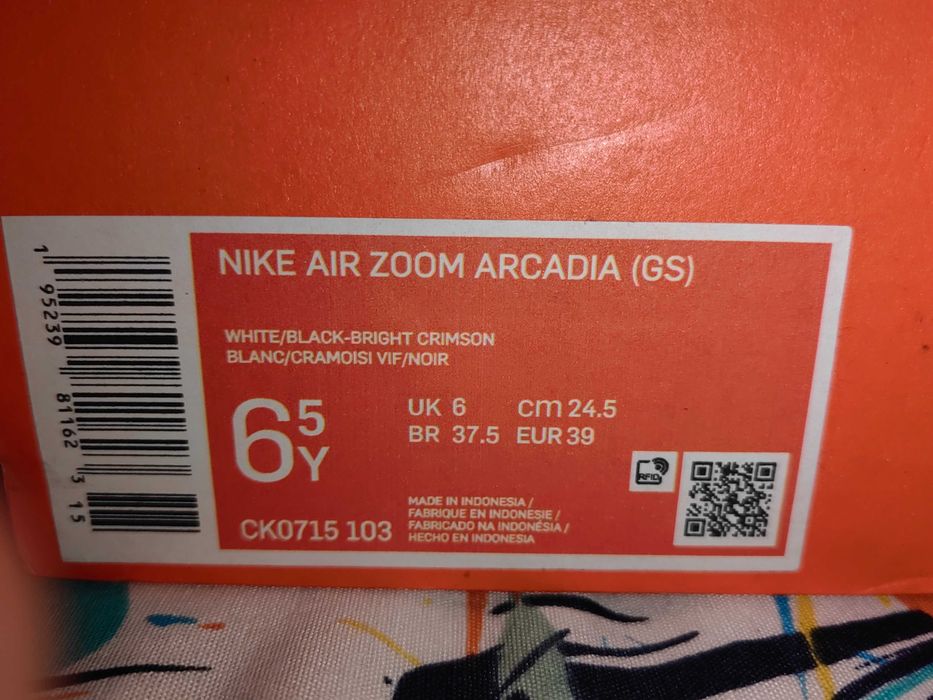 NIKE AIR ZOOM ARCADIA (GS)
WHITE/BLACK-BRIGHT CRIMSON
BLANC/CRAMOISI VIF/NOIR
6 5 Y
UK 6 cm 24.5
BR 37.5 EUR 39
CK0715 103
MADE IN INDONESIA /
FABRIQUE EN INDONESIE /
FABRICADO NA INDONÉSIA /
HECHO EN INDONESIA
RFID
1 95239 81162 3 15